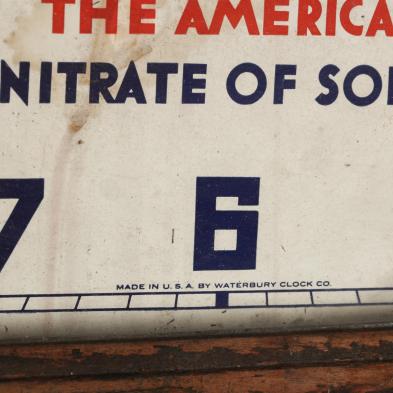 THE AMERICA
NITRATE OF SO
7 6
MADE IN U.S.A. BY WATERBURY CLOCK CO.